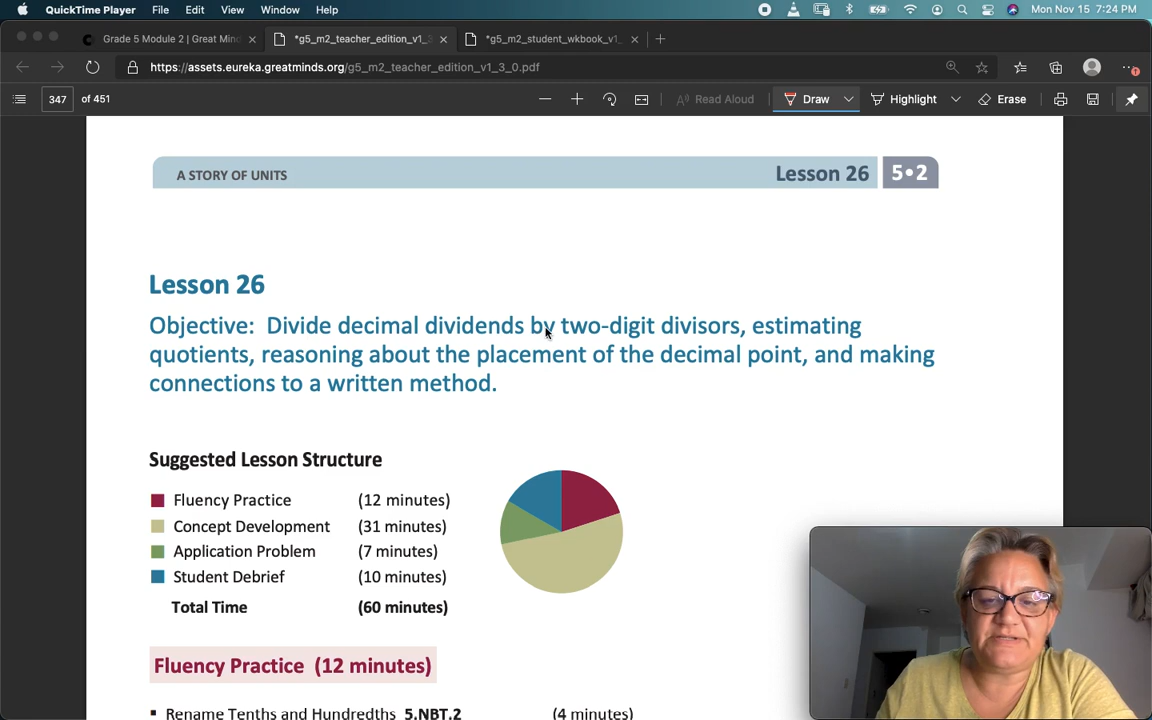 QuickTime Player File Edit View Window Help Mon Nov 15 7:24 PM
Grade 5 Module 2 | Great Min *g5_m2_teacher_edition_v1_3 *g5_m2_student_wkbook_v1_
https://assets.eureka.greatminds.org/g5_m2_teacher_edition_v1_3_0.pdf
347 of 451 Read Aloud Draw Highlight Erase
A STORY OF UNITS Lesson 26 5•2
Lesson 26
Objective: Divide decimal dividends by two-digit divisors, estimating
quotients, reasoning about the placement of the decimal point, and making
connections to a written method.
Suggested Lesson Structure
Fluency Practice (12 minutes)
Concept Development (31 minutes)
Application Problem (7 minutes)
Student Debrief (10 minutes)
Total Time (60 minutes)
Fluency Practice (12 minutes)
▪ Rename Tenths and Hundredths 5.NBT.2 (4 minutes)